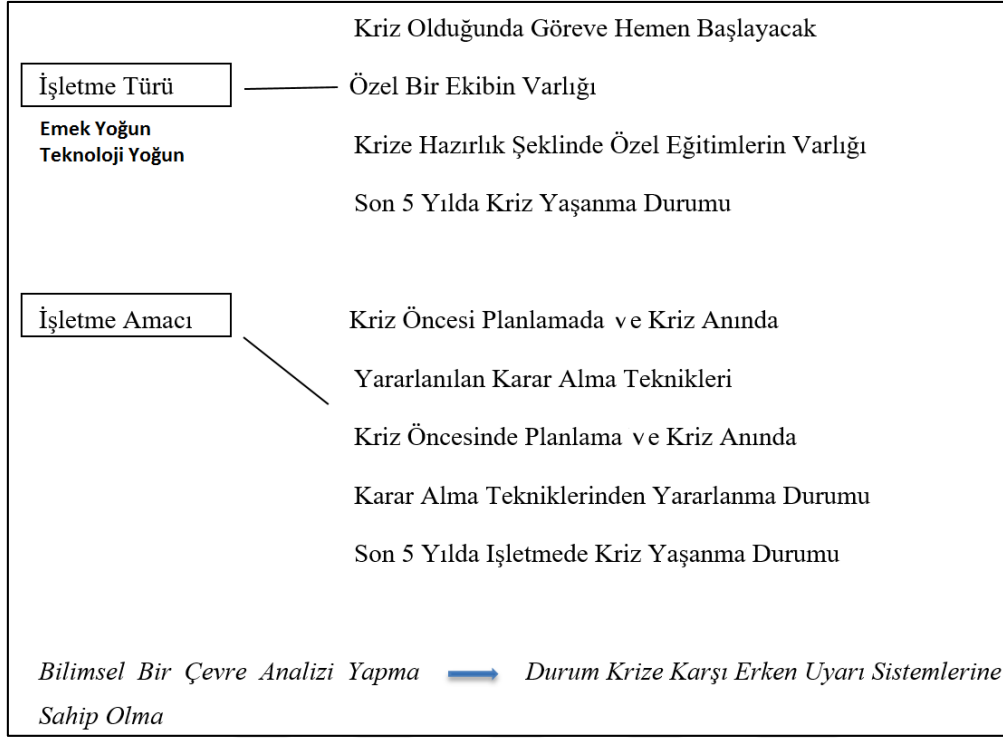 Kriz Olduğunda Göreve Hemen Başlayacak
İşletme Türü
Özel Bir Ekibin Varlığı
Emek Yoğun
Teknoloji Yoğun
Krize Hazırlık Şeklinde Özel Eğitimlerin Varlığı
Son 5 Yılda Kriz Yaşanma Durumu
İşletme Amacı
Kriz Öncesi Planlamada ve Kriz Anında
Yararlanılan Karar Alma Teknikleri
Kriz Öncesinde Planlama ve Kriz Anında
Karar Alma Tekniklerinden Yararlanma Durumu
Son 5 Yılda Işletmede Kriz Yaşanma Durumu
Bilimsel Bir Çevre Analizi Yapma Durum Krize Karşı Erken Uyarı Sistemlerine
Sahip Olma